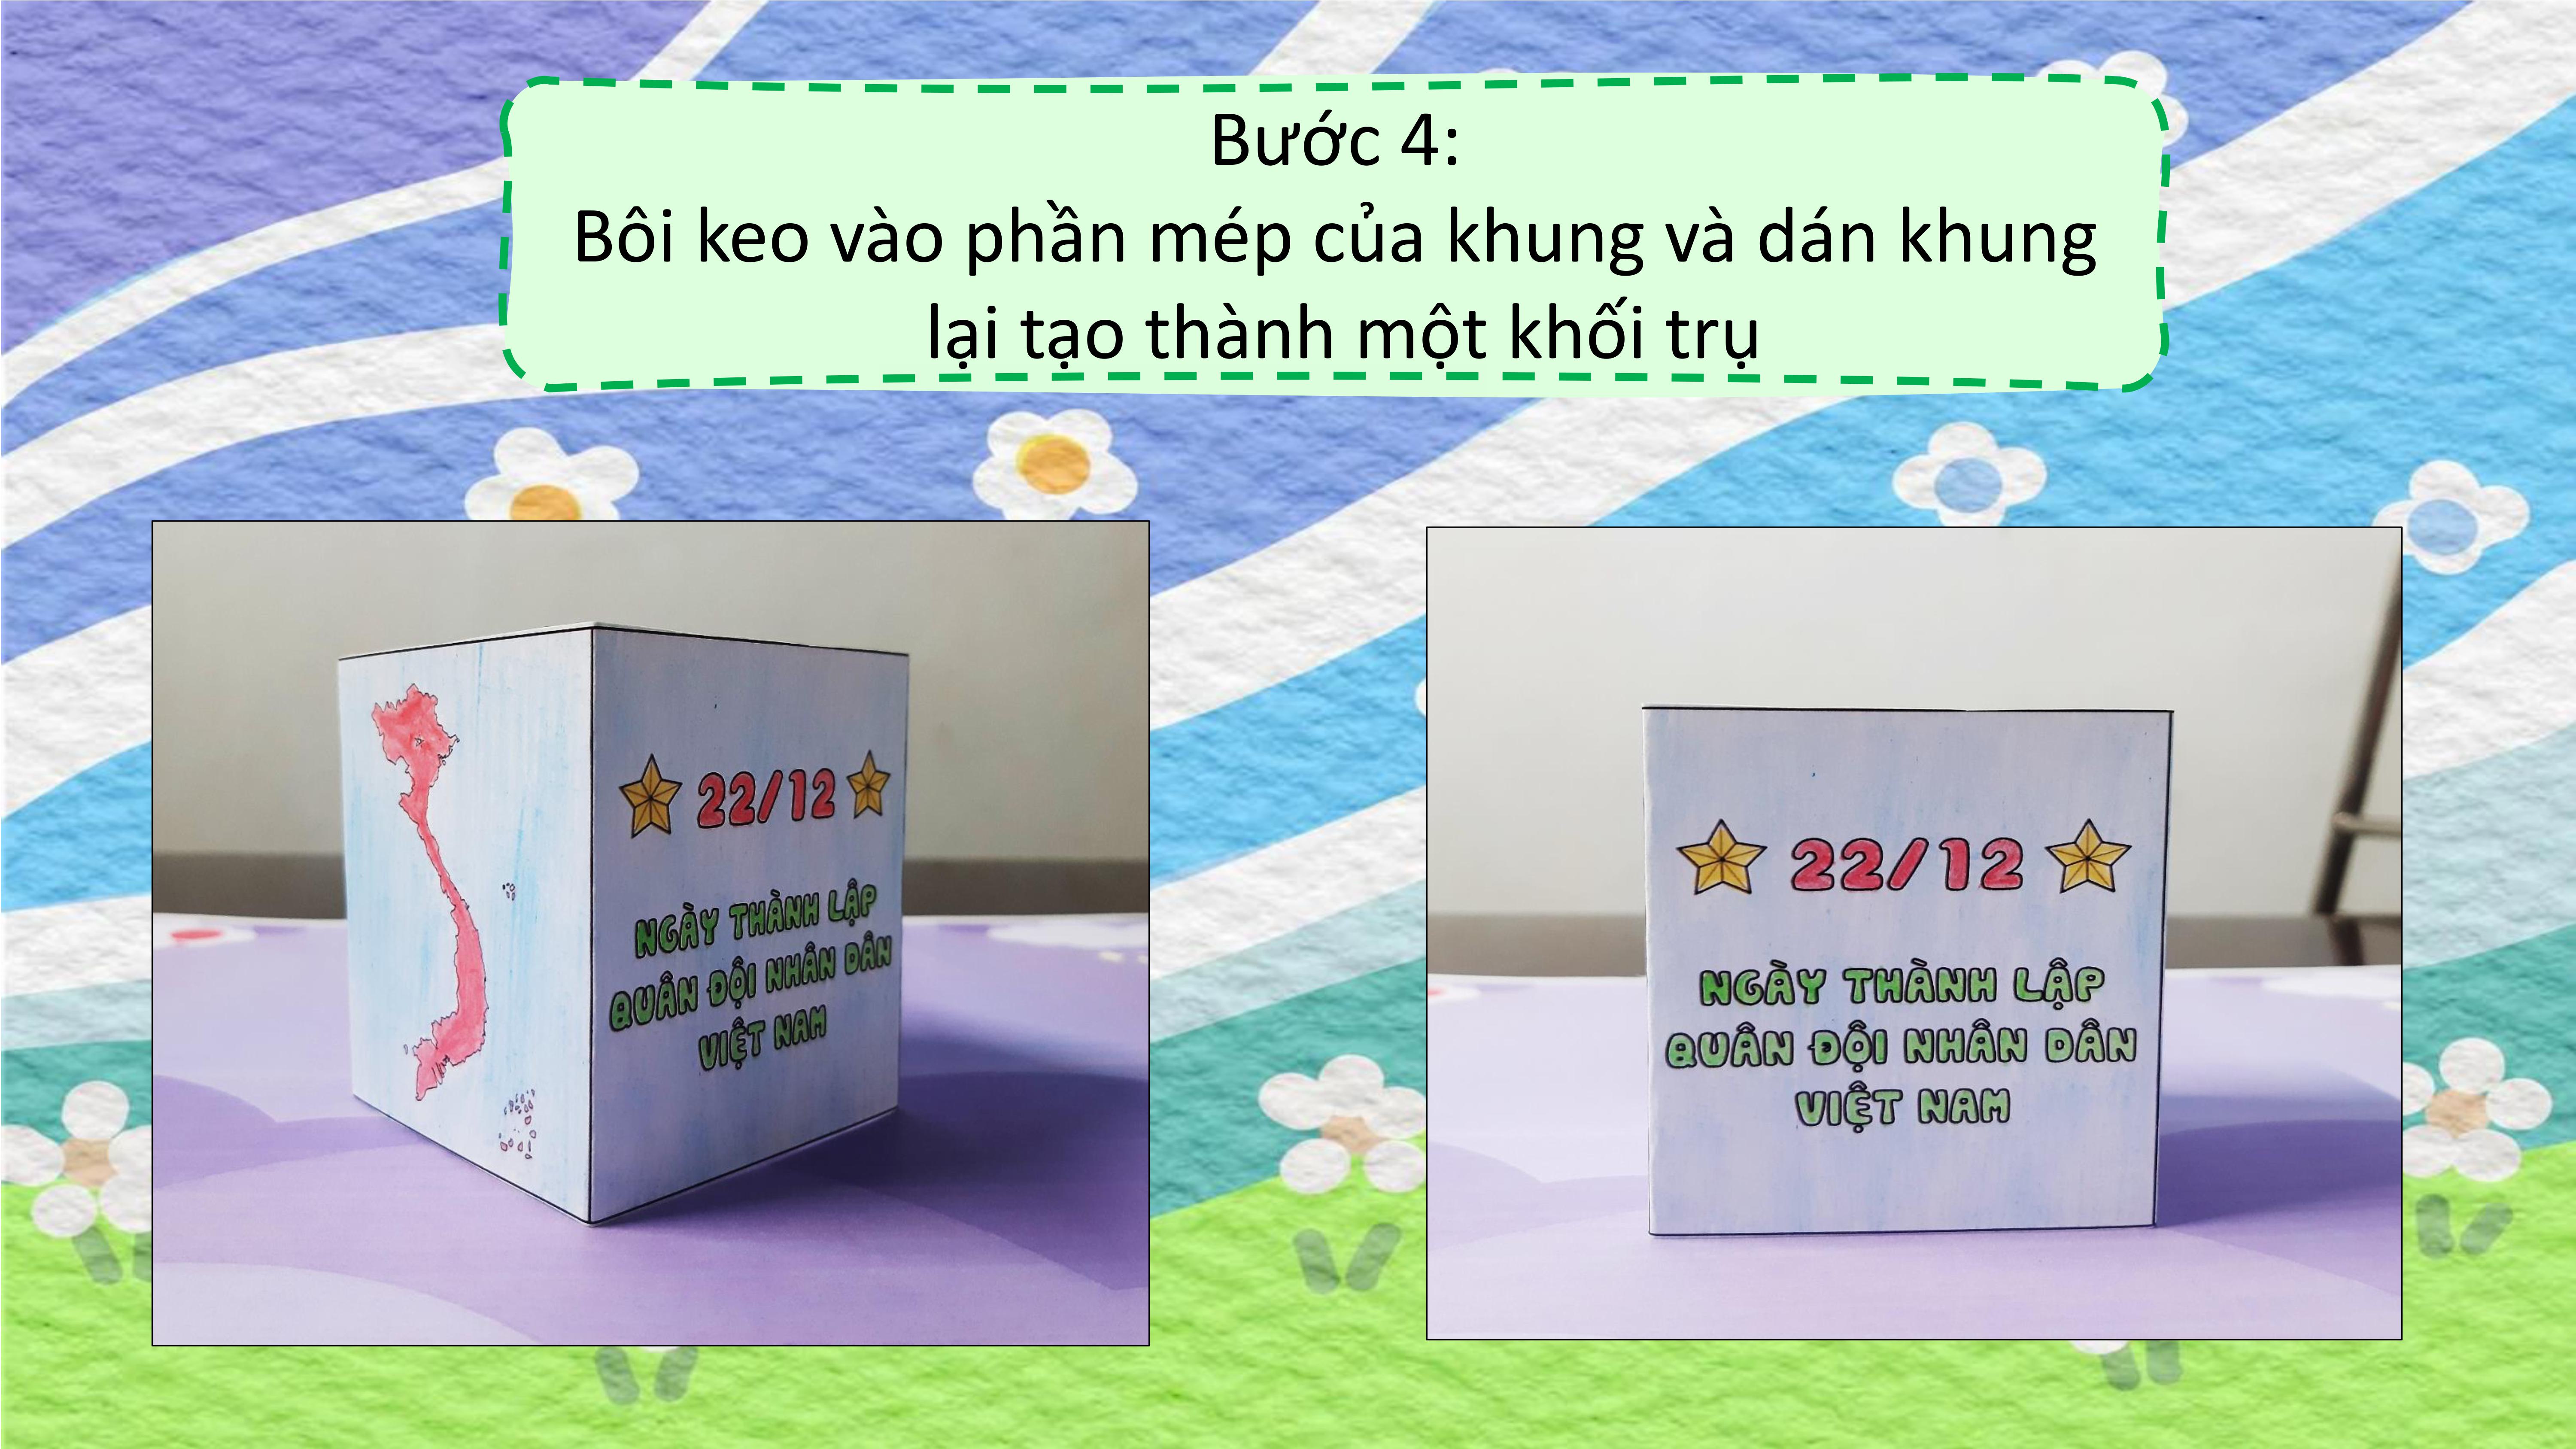 Bước 4:
Bôi keo vào phần mép của khung và dán khung
lại tạo thành một khối trụ
22/12
NGÀY THÀNH LẬP
QUÂN ĐỘI NHÂN DÂN
VIỆT NAM
22/12
NGÀY THÀNH LẬP
QUÂN ĐỘI NHÂN DÂN
VIỆT NAM